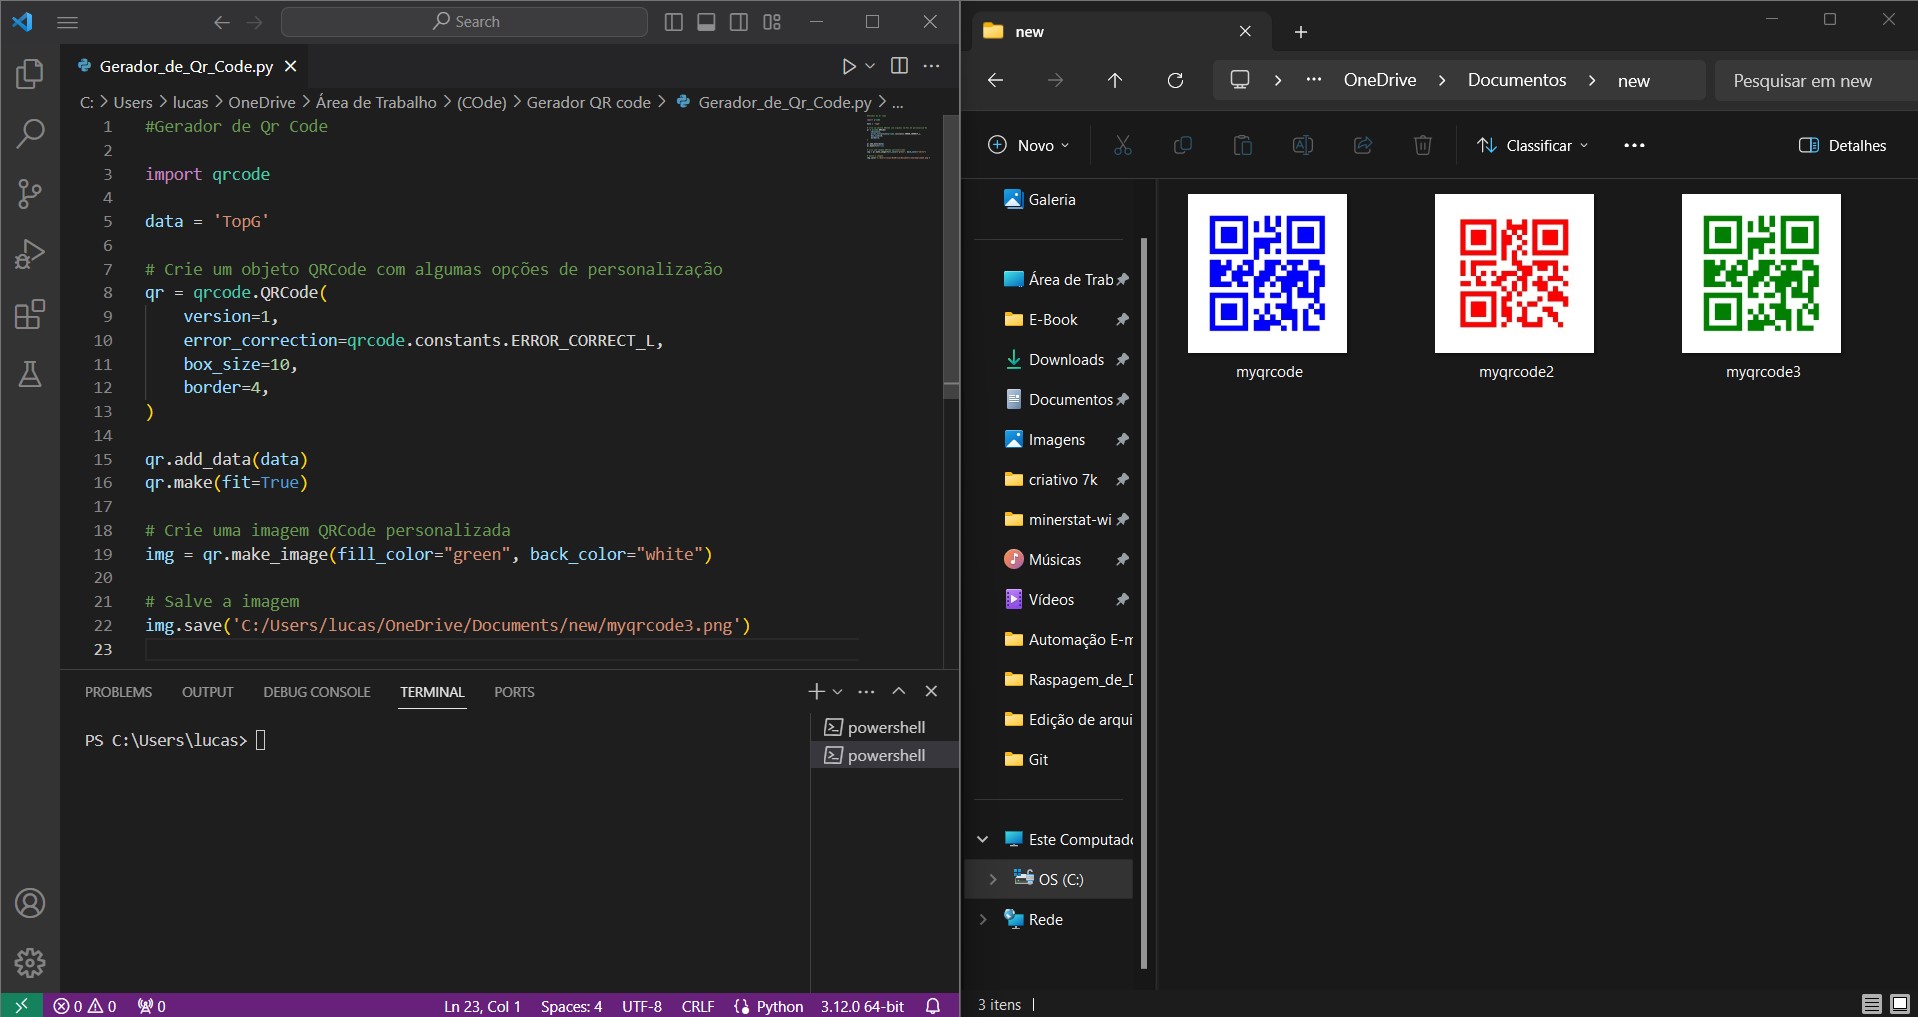 Search
Gerador_de_Qr_Code.py
C: > Users > lucas > OneDrive > Área de Trabalho > (COde) > Gerador QR code > Gerador_de_Qr_Code.py > ...
1 #Gerador de Qr Code
2
3 import qrcode
4
5 data = 'TopG'
6
7 # Crie um objeto QRCode com algumas opções de personalização
8 qr = qrcode.QRCode(
9 version=1,
10 error_correction=qrcode.constants.ERROR_CORRECT_L,
11 box_size=10,
12 border=4,
13 )
14
15 qr.add_data(data)
16 qr.make(fit=True)
17
18 # Crie uma imagem QRCode personalizada
19 img = qr.make_image(fill_color="green", back_color="white")
20
21 # Salve a imagem
22 img.save('C:/Users/lucas/OneDrive/Documents/new/myqrcode3.png')
23
PROBLEMS OUTPUT DEBUG CONSOLE TERMINAL PORTS
PS C:\Users\lucas>
powershell
powershell
0 0 0 Ln 23, Col 1 Spaces: 4 UTF-8 CRLF Python 3.12.0 64-bit
new
... OneDrive > Documentos > new
Pesquisar em new
Novo
Classificar
...
Detalhes
Galeria
Área de Trab
E-Book
Downloads
Documentos
Imagens
criativo 7k
minerstat-wi
Músicas
Vídeos
Automação E-m
Raspagem_de_D
Edição de arqui
Git
Este Computado
OS (C:)
Rede
myqrcode
myqrcode2
myqrcode3
3 itens